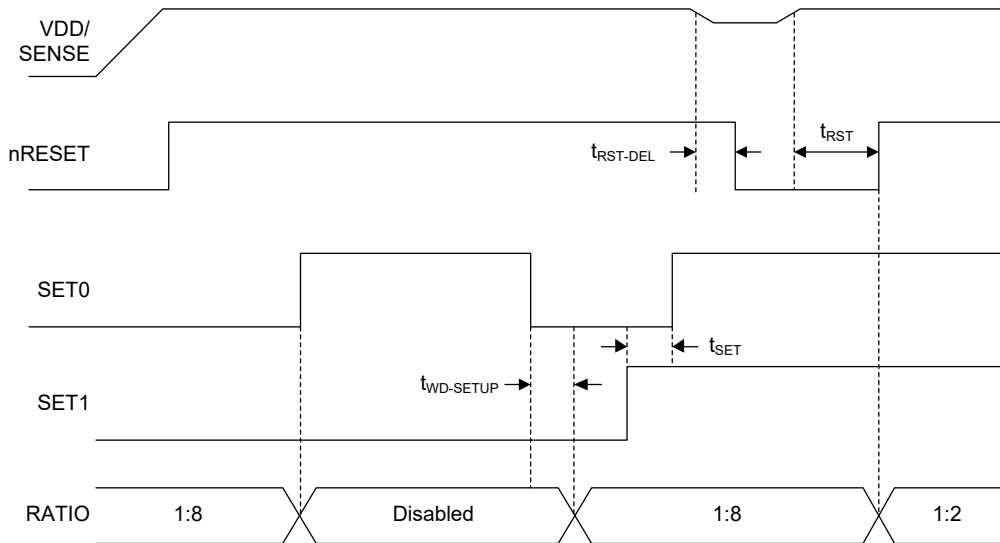 VDD/
SENSE
nRESET
tRST-DEL
tRST
SET0
tSET
tWD-SETUP
SET1
RATIO
1:8
Disabled
1:8
1:2